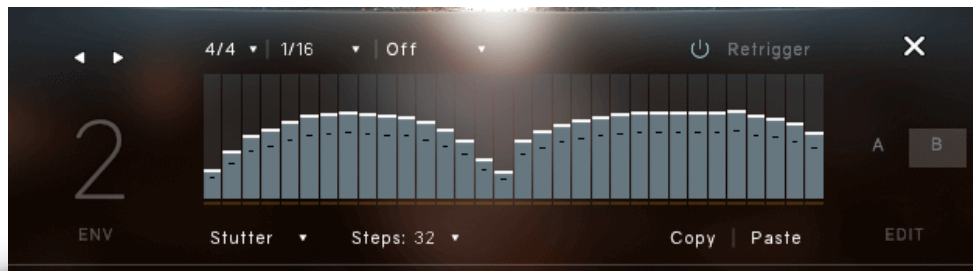 4/4 1/16 Off Retrigger
2 A B
ENV Stutter Steps: 32 Copy Paste EDIT